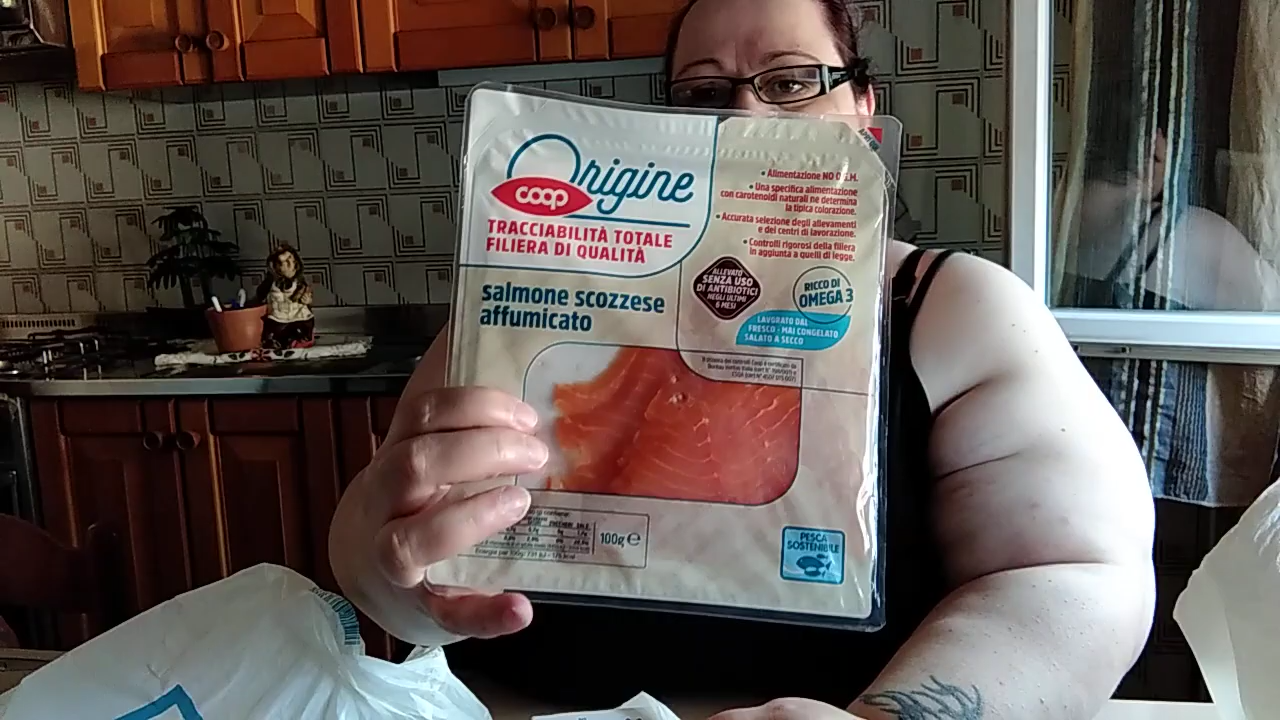 Origine
coop
TRACCIABILITÀ TOTALE
FILIERA DI QUALITÀ
salmone scozzese
affumicato
• Alimentazione NO O.G.M.
• Una specifica alimentazione
con carotenoidi naturali ne determina
la tipica colorazione.
• Accurata selezione degli allevamenti
e dei centri di lavorazione.
• Controlli rigorosi della filiera
in aggiunta a quelli di legge.
ALLEVATO
SENZA USO
DI ANTIBIOTICI
NEGLI ULTIMI
6 MESI
RICCO DI
OMEGA 3
LAVORATO DAL
FRESCO - MAI CONGELATO
SALATO A SECCO
100g e
PESCA
SOSTENIBILE